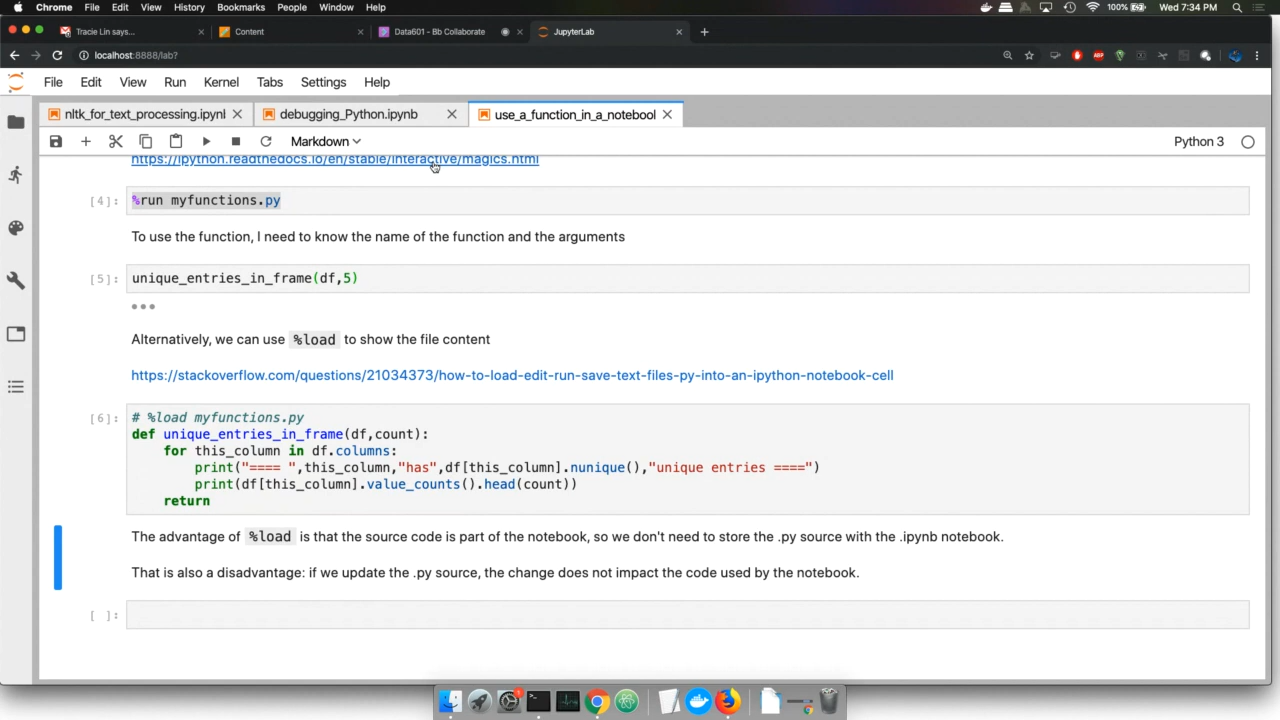 Chrome File Edit View History Bookmarks People Window Help 100% Wed 7:34 PM
Tracie Lin says... Content Data601 - Bb Collaborate JupyterLab
localhost:8888/lab?
File Edit View Run Kernel Tabs Settings Help
nltk_for_text_processing.ipynl debugging_Python.ipynb use_a_function_in_a_notebool
Markdown Python 3
https://ipython.readthedocs.io/en/stable/interactive/magics.html
[4]: %run myfunctions.py
To use the function, I need to know the name of the function and the arguments
[5]: unique_entries_in_frame(df,5)
Alternatively, we can use %load to show the file content
https://stackoverflow.com/questions/21034373/how-to-load-edit-run-save-text-files-py-into-an-ipython-notebook-cell
[6]: # %load myfunctions.py
def unique_entries_in_frame(df,count):
for this_column in df.columns:
print("==== ",this_column,"has",df[this_column].nunique(),"unique entries ====")
print(df[this_column].value_counts().head(count))
return
The advantage of %load is that the source code is part of the notebook, so we don't need to store the .py source with the .ipynb notebook.
That is also a disadvantage: if we update the .py source, the change does not impact the code used by the notebook.
[ ]: